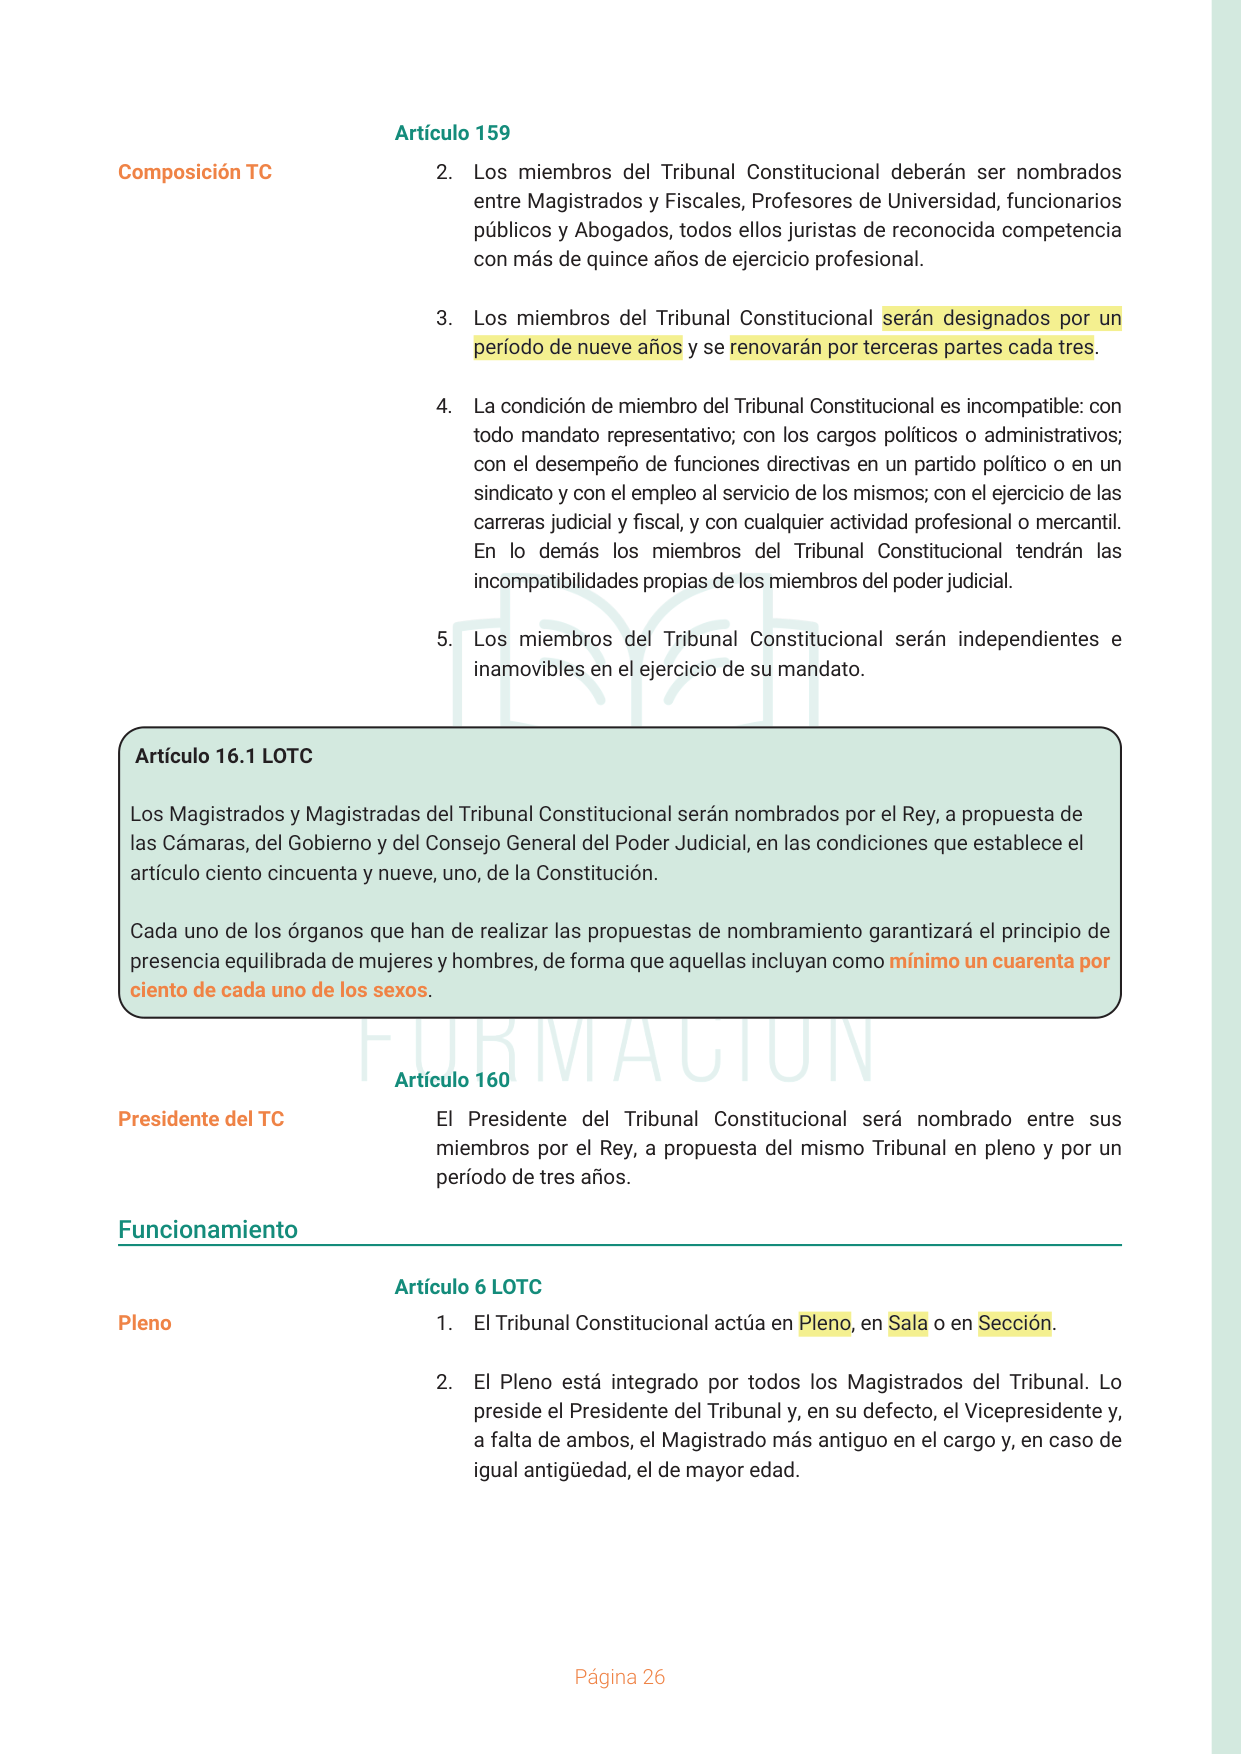 Artículo 159
Composición TC
2. Los miembros del Tribunal Constitucional deberán ser nombrados
entre Magistrados y Fiscales, Profesores de Universidad, funcionarios
públicos y Abogados, todos ellos juristas de reconocida competencia
con más de quince años de ejercicio profesional.
3. Los miembros del Tribunal Constitucional serán designados por un
período de nueve años y se renovarán por terceras partes cada tres.
4. La condición de miembro del Tribunal Constitucional es incompatible: con
todo mandato representativo; con los cargos políticos o administrativos;
con el desempeño de funciones directivas en un partido político o en un
sindicato y con el empleo al servicio de los mismos; con el ejercicio de las
carreras judicial y fiscal, y con cualquier actividad profesional o mercantil.
En lo demás los miembros del Tribunal Constitucional tendrán las
incompatibilidades propias de los miembros del poder judicial.
5. Los miembros del Tribunal Constitucional serán independientes e
inamovibles en el ejercicio de su mandato.
Artículo 16.1 LOTC
Los Magistrados y Magistradas del Tribunal Constitucional serán nombrados por el Rey, a propuesta de
las Cámaras, del Gobierno y del Consejo General del Poder Judicial, en las condiciones que establece el
artículo ciento cincuenta y nueve, uno, de la Constitución.
Cada uno de los órganos que han de realizar las propuestas de nombramiento garantizará el principio de
presencia equilibrada de mujeres y hombres, de forma que aquellas incluyan como mínimo un cuarenta por
ciento de cada uno de los sexos.
FORMACION
Artículo 160
Presidente del TC
El Presidente del Tribunal Constitucional será nombrado entre sus
miembros por el Rey, a propuesta del mismo Tribunal en pleno y por un
período de tres años.
Funcionamiento
Artículo 6 LOTC
Pleno
1. El Tribunal Constitucional actúa en Pleno, en Sala o en Sección.
2. El Pleno está integrado por todos los Magistrados del Tribunal. Lo
preside el Presidente del Tribunal y, en su defecto, el Vicepresidente y,
a falta de ambos, el Magistrado más antiguo en el cargo y, en caso de
igual antigüedad, el de mayor edad.
Página 26